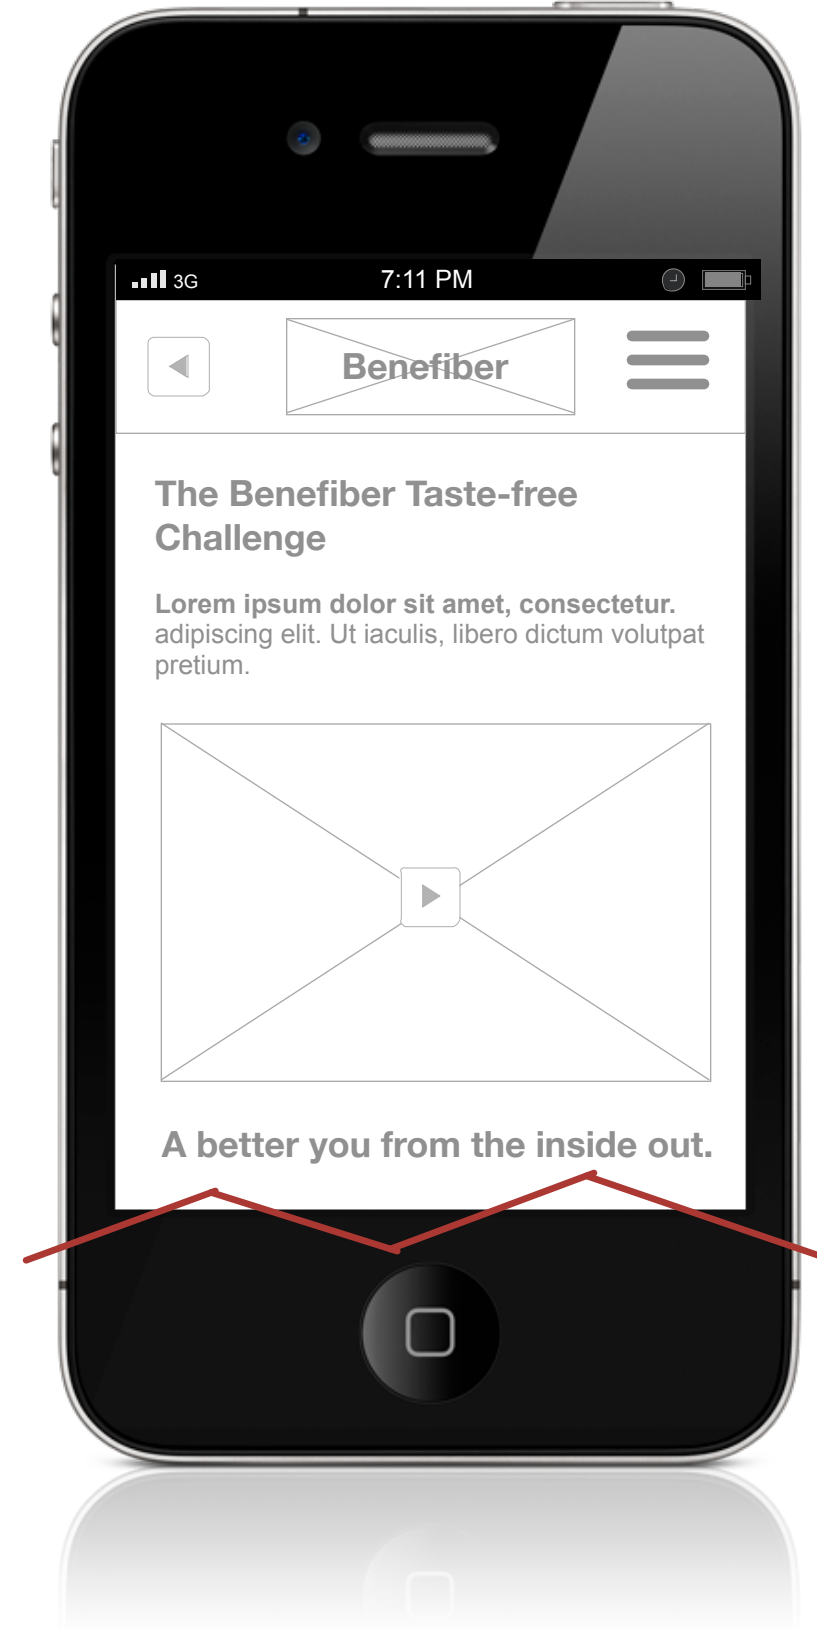 3G 7:11 PM
Benefiber
The Benefiber Taste-free
Challenge
Lorem ipsum dolor sit amet, consectetur.
adipiscing elit. Ut iaculis, libero dictum volutpat
pretium.
A better you from the inside out.